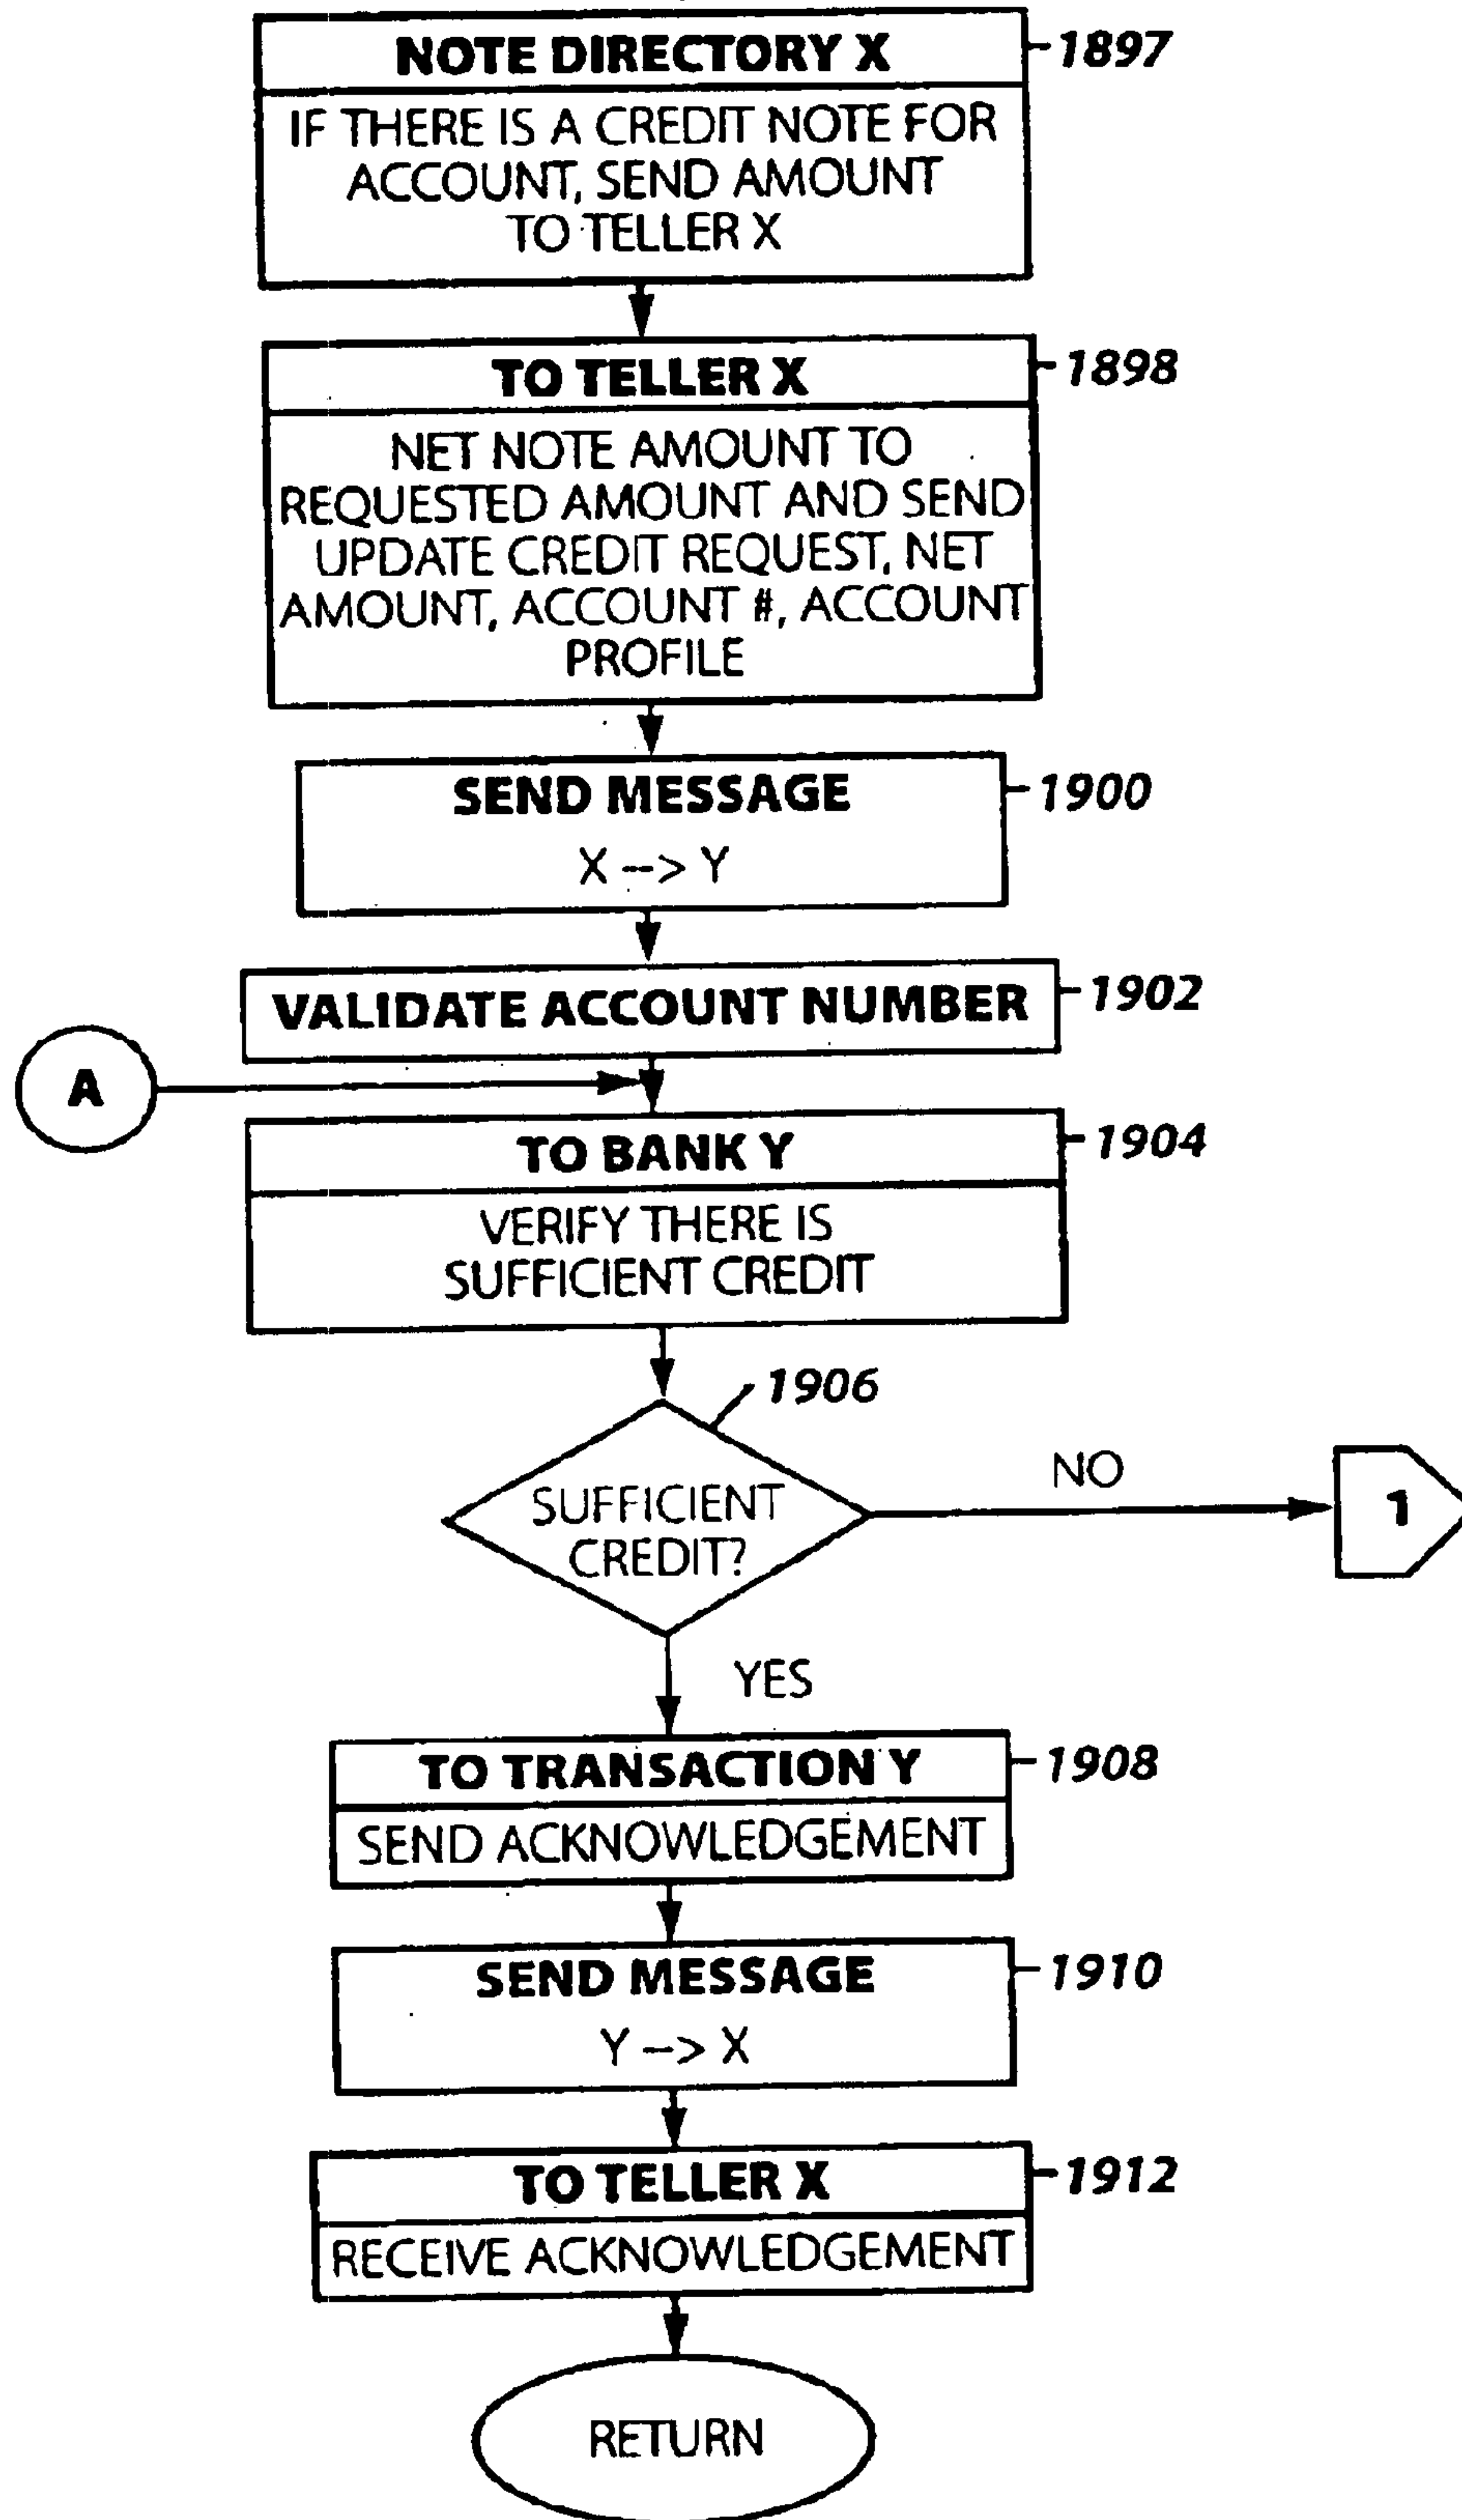 NOTE DIRECTORY X
1897
IF THERE IS A CREDIT NOTE FOR
ACCOUNT, SEND AMOUNT
TO TELLER X
TO TELLER X
1898
NET NOTE AMOUNT TO
REQUESTED AMOUNT AND SEND
UPDATE CREDIT REQUEST, NET
AMOUNT, ACCOUNT #, ACCOUNT
PROFILE
SEND MESSAGE
1900
X --> Y
VALIDATE ACCOUNT NUMBER
1902
A
TO BANK Y
1904
VERIFY THERE IS
SUFFICIENT CREDIT
1906
SUFFICIENT
CREDIT?
NO
1
YES
TO TRANSACTION Y
1908
SEND ACKNOWLEDGEMENT
SEND MESSAGE
1910
Y --> X
TO TELLER X
1912
RECEIVE ACKNOWLEDGEMENT
RETURN